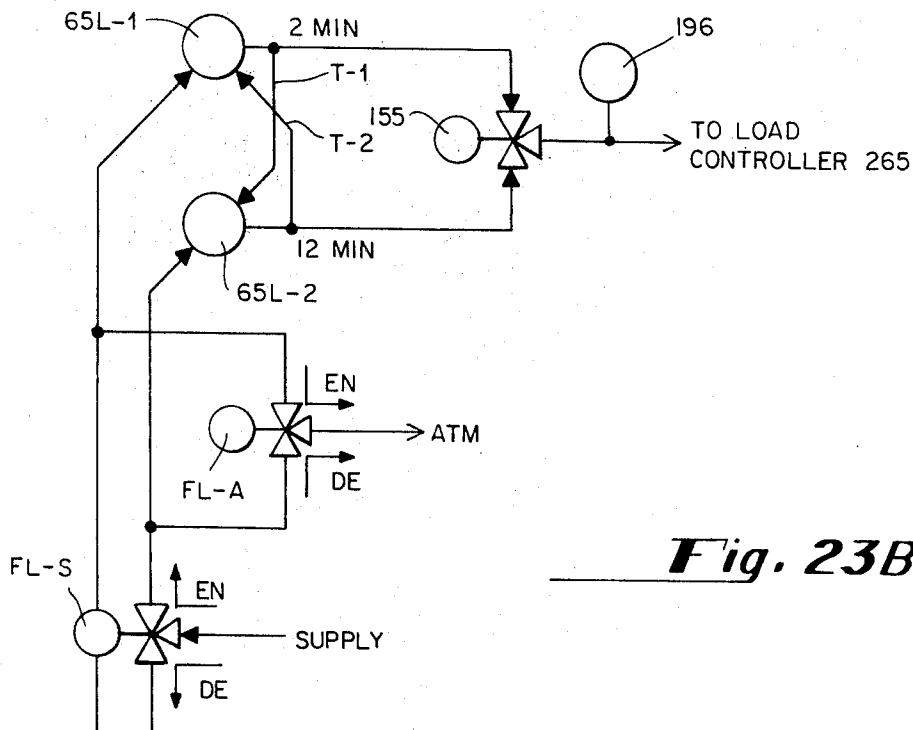 65L-1
2 MIN
196
T-1
155
T-2
TO LOAD
CONTROLLER 265
12 MIN
65L-2
EN
ATM
FL-A
DE
Fig. 23B
FL-S
EN
SUPPLY
DE